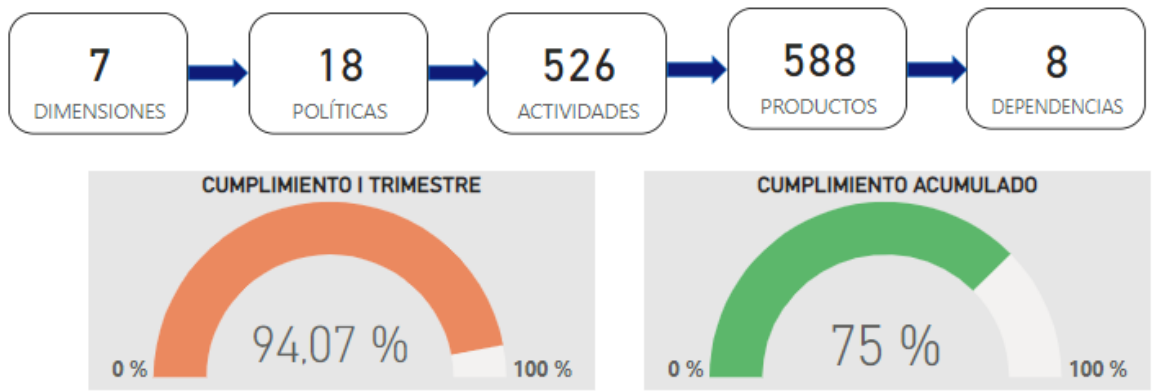 7
DIMENSIONES
18
POLÍTICAS
526
ACTIVIDADES
588
PRODUCTOS
8
DEPENDENCIAS
CUMPLIMIENTO I TRIMESTRE
94,07 %
0 %
100 %
CUMPLIMIENTO ACUMULADO
75 %
0 %
100 %